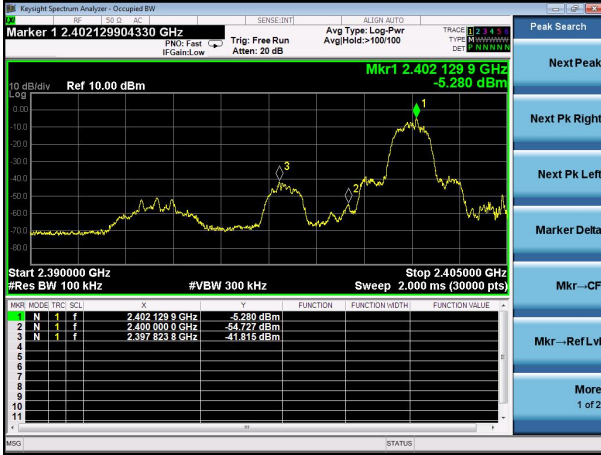 Keysight Spectrum Analyzer - Occupied BW
RF 50 Ω AC SENSE:INT ALIGN AUTO
Marker 1 2.402129904330 GHz
PNO: Fast
IFGain:Low
Trig: Free Run
Atten: 20 dB
Avg Type: Log-Pwr
Avg|Hold:>100/100
TRACE 1 2 3 4 5 6
TYPE M W W W W W
DET P N N N N N
Mkr1 2.402 129 9 GHz
-5.280 dBm
10 dB/div Ref 10.00 dBm
Log
0.00
-10.0
-20.0
-30.0
-40.0
-50.0
-60.0
-70.0
-80.0
1
2
3
Start 2.390000 GHz
Stop 2.405000 GHz
#Res BW 100 kHz #VBW 300 kHz Sweep 2.000 ms (30000 pts)
MKR MODE TRC SCL X Y FUNCTION FUNCTION WIDTH FUNCTION VALUE
1 N 1 f 2.402 129 9 GHz -5.280 dBm
2 N 1 f 2.400 000 0 GHz -54.727 dBm
3 N 1 f 2.397 823 8 GHz -41.815 dBm
4
5
6
7
8
9
10
11
MSG STATUS
Peak Search
Next Peak
Next Pk Right
Next Pk Left
Marker Delta
Mkr→CF
Mkr→Ref Lvl
More
1 of 2